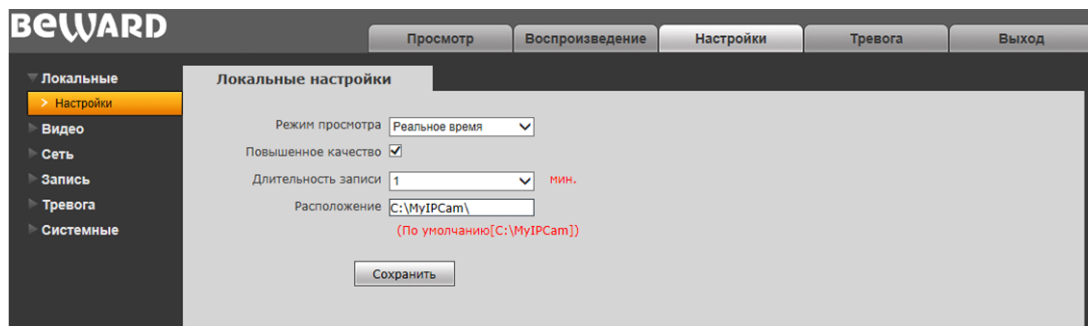 BEWARD
Просмотр Воспроизведение Настройки Тревога Выход
Локальные
Настройки
Видео
Сеть
Запись
Тревога
Системные
Локальные настройки
Режим просмотра Реальное время
Повышенное качество
Длительность записи 1 мин.
Расположение C:\MyIPCam\
(По умолчанию[C:\MyIPCam])
Сохранить